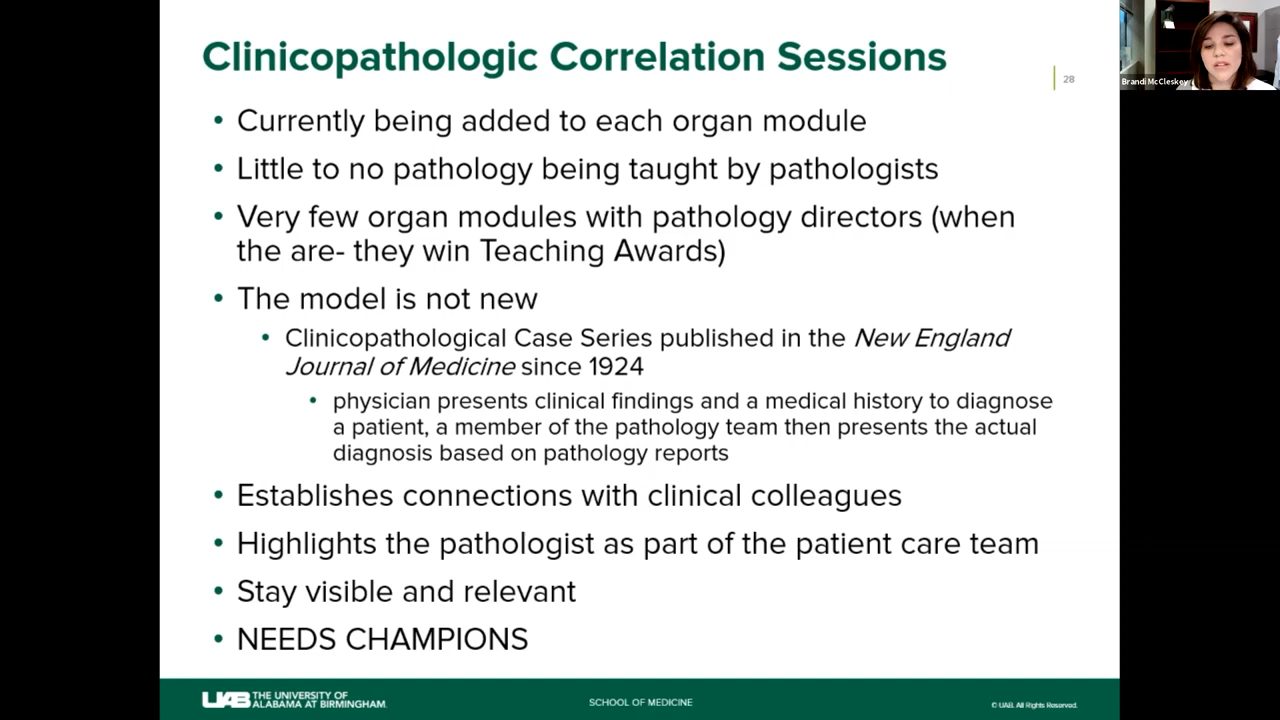 Clinicopathologic Correlation Sessions
28
Brandi McCleskey
• Currently being added to each organ module
• Little to no pathology being taught by pathologists
• Very few organ modules with pathology directors (when
the are- they win Teaching Awards)
• The model is not new
• Clinicopathological Case Series published in the New England
Journal of Medicine since 1924
• physician presents clinical findings and a medical history to diagnose
a patient, a member of the pathology team then presents the actual
diagnosis based on pathology reports
• Establishes connections with clinical colleagues
• Highlights the pathologist as part of the patient care team
• Stay visible and relevant
• NEEDS CHAMPIONS
UAB THE UNIVERSITY OF
ALABAMA AT BIRMINGHAM.
SCHOOL OF MEDICINE
© UAB. All Rights Reserved.